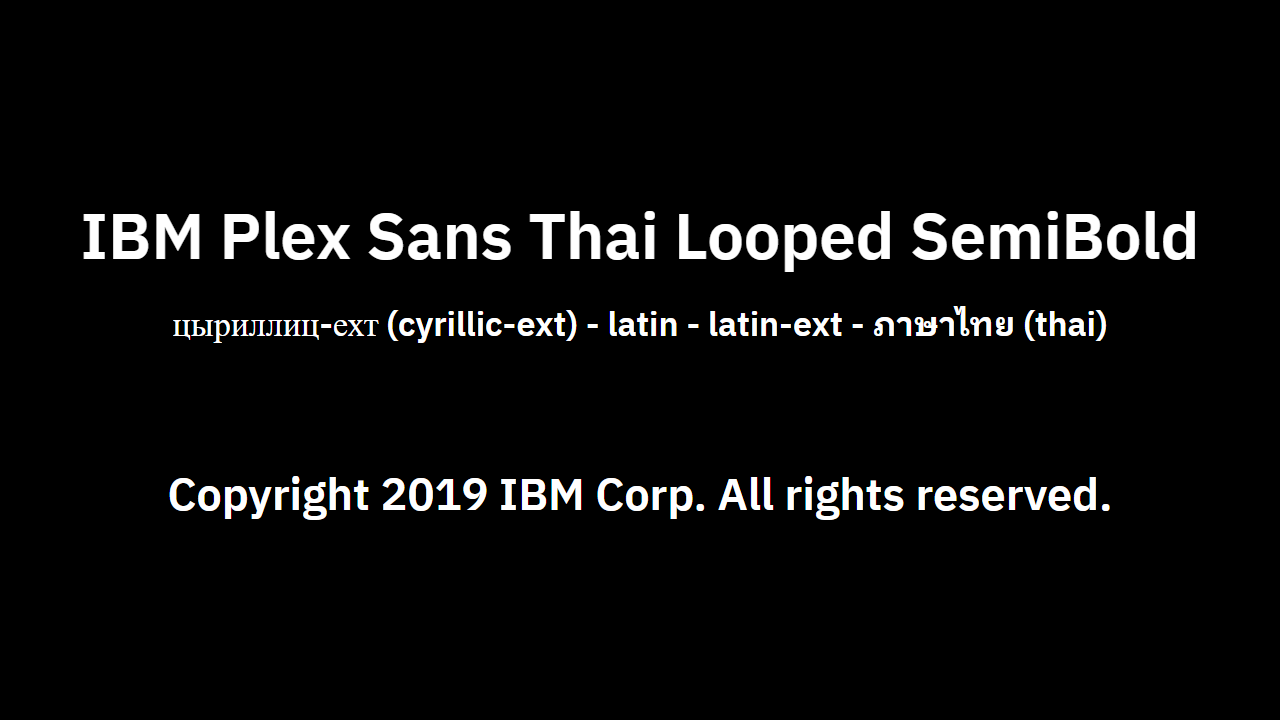 IBM Plex Sans Thai Looped SemiBold
цыриллиц-ехт (cyrillic-ext) - latin - latin-ext - ภาษาไทย (thai)
Copyright 2019 IBM Corp. All rights reserved.